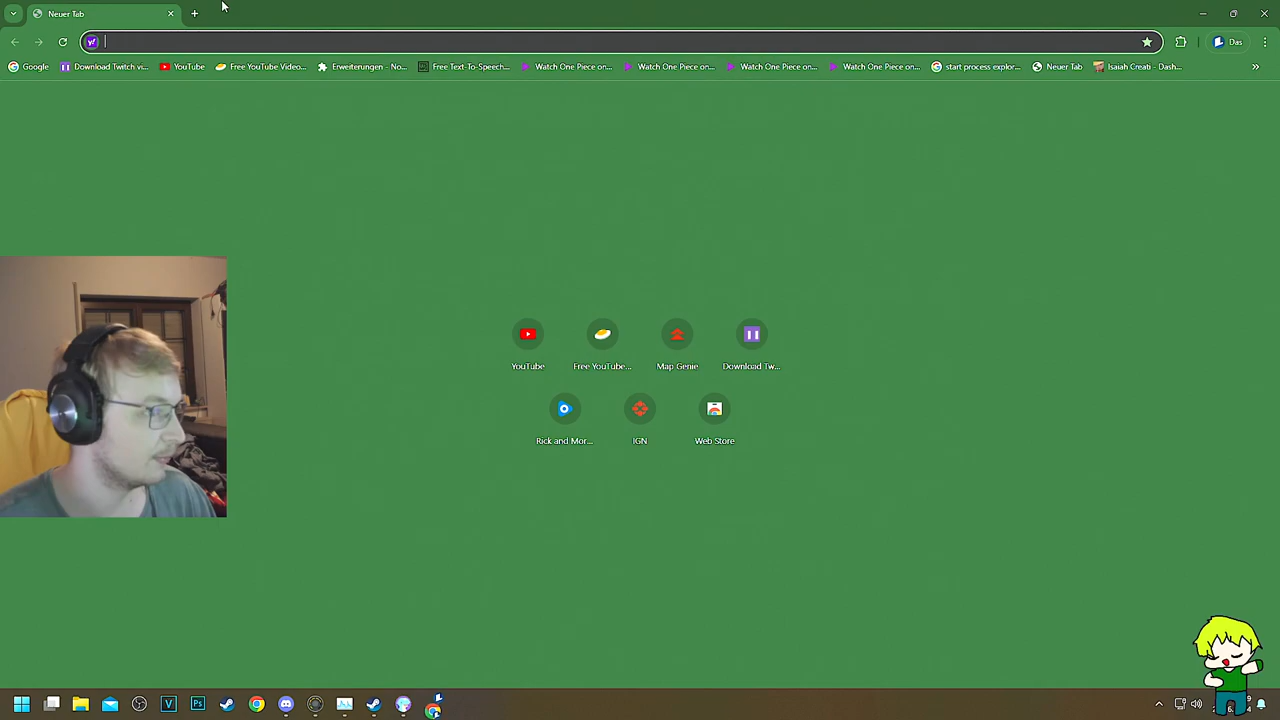 Neuer Tab
y!
Das
Google
Download Twitch vi...
YouTube
Free YouTube Video...
Erweiterungen - No...
Free Text-To-Speech...
Watch One Piece on...
Watch One Piece on...
Watch One Piece on...
Watch One Piece on...
start process explor...
Neuer Tab
Isaiah Creati - Dash...
YouTube
Free YouTube...
Map Genie
Download Tw...
Rick and Mor...
IGN
Web Store
V
Ps